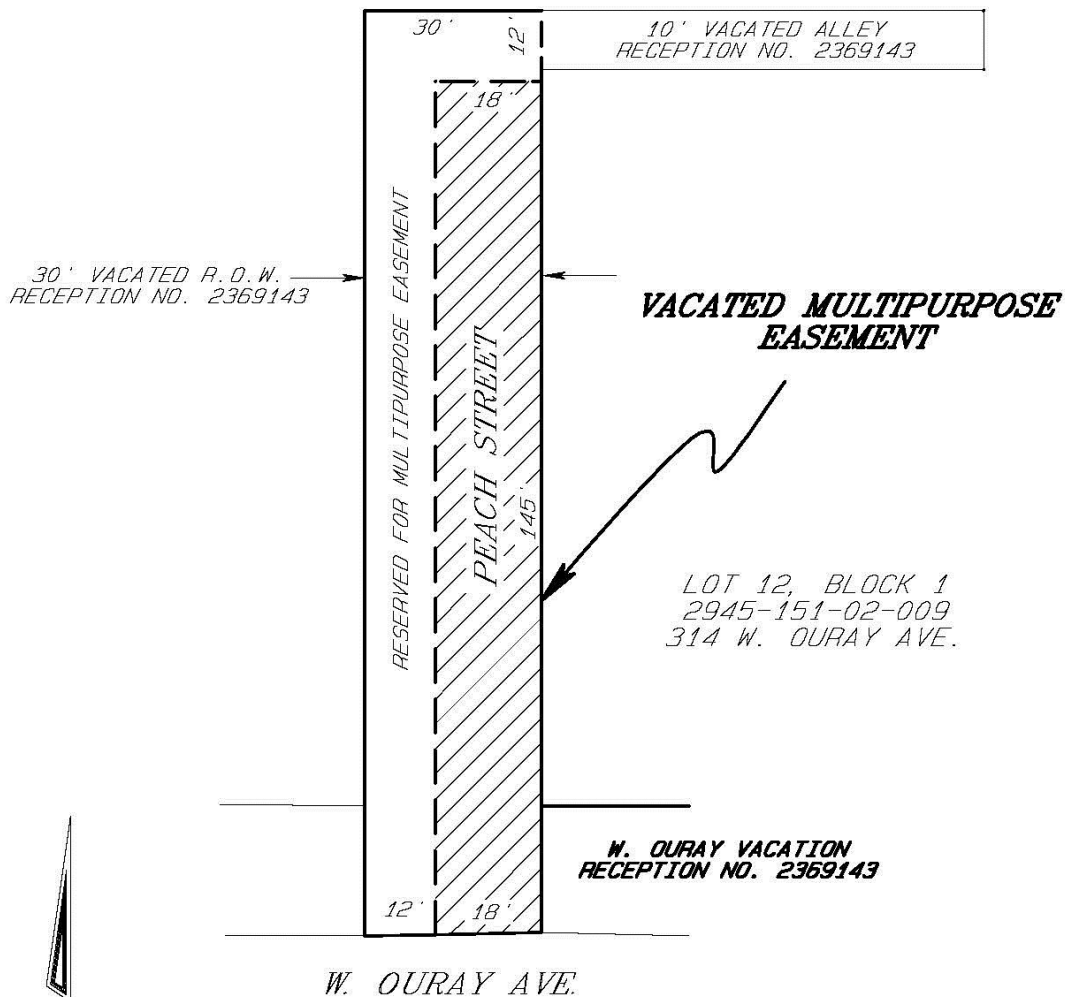 30'
12'
10' VACATED ALLEY
RECEPTION NO. 2369143
18'
RESERVED FOR MULTIPURPOSE EASEMENT
30' VACATED R.O.W.
RECEPTION NO. 2369143
VACATED MULTIPURPOSE
EASEMENT
PEACH STREET
145'
LOT 12, BLOCK 1
2945-151-02-009
314 W. OURAY AVE.
W. OURAY VACATION
RECEPTION NO. 2369143
12'
18'
W. OURAY AVE.